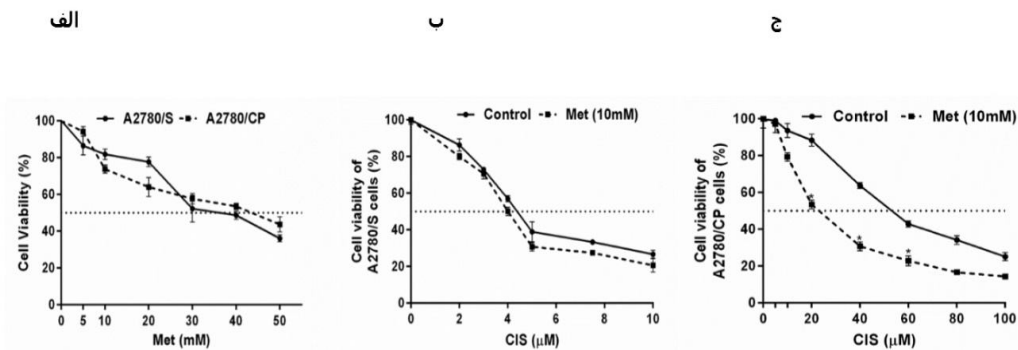 الف
ب
ج
A2780/S A2780/CP
Cell Viability (%)
100
80
60
40
20
0
0 5 10 20 30 40 50
Met (mM)
Control Met (10mM)
Cell viability of
A2780/S cells (%)
100
80
60
40
20
0
0 2 4 6 8 10
CIS (µM)
Control Met (10mM)
Cell viability of
A2780/CP cells (%)
100
80
60
40
20
0
0 20 40 60 80 100
CIS (µM)
* * *